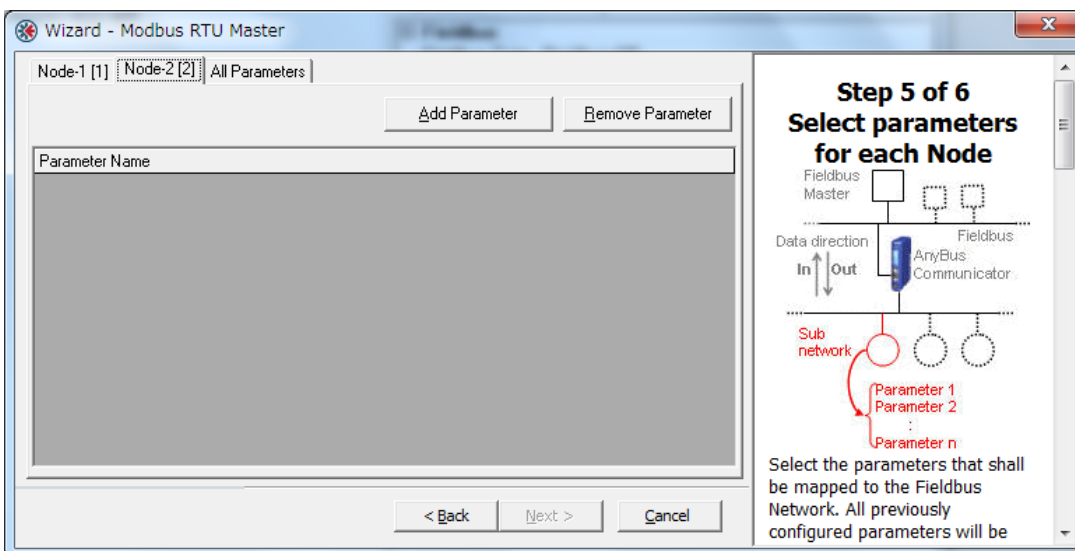 Wizard - Modbus RTU Master
Node-1 [1] Node-2 [2] All Parameters
Add Parameter Remove Parameter
Parameter Name
< Back Next > Cancel
Step 5 of 6
Select parameters
for each Node
Fieldbus
Master
Fieldbus
Data direction
In Out
AnyBus
Communicator
Sub
network
Parameter 1
Parameter 2
:
Parameter n
Select the parameters that shall
be mapped to the Fieldbus
Network. All previously
configured parameters will be